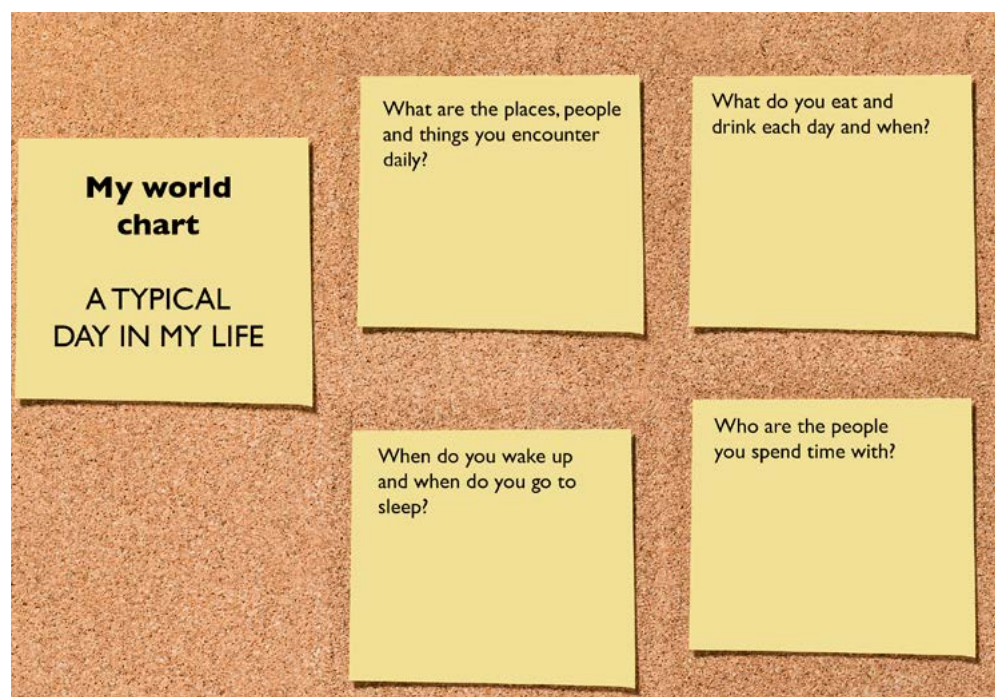 My world
chart
A TYPICAL
DAY IN MY LIFE
What are the places, people
and things you encounter
daily?
What do you eat and
drink each day and when?
When do you wake up
and when do you go to
sleep?
Who are the people
you spend time with?